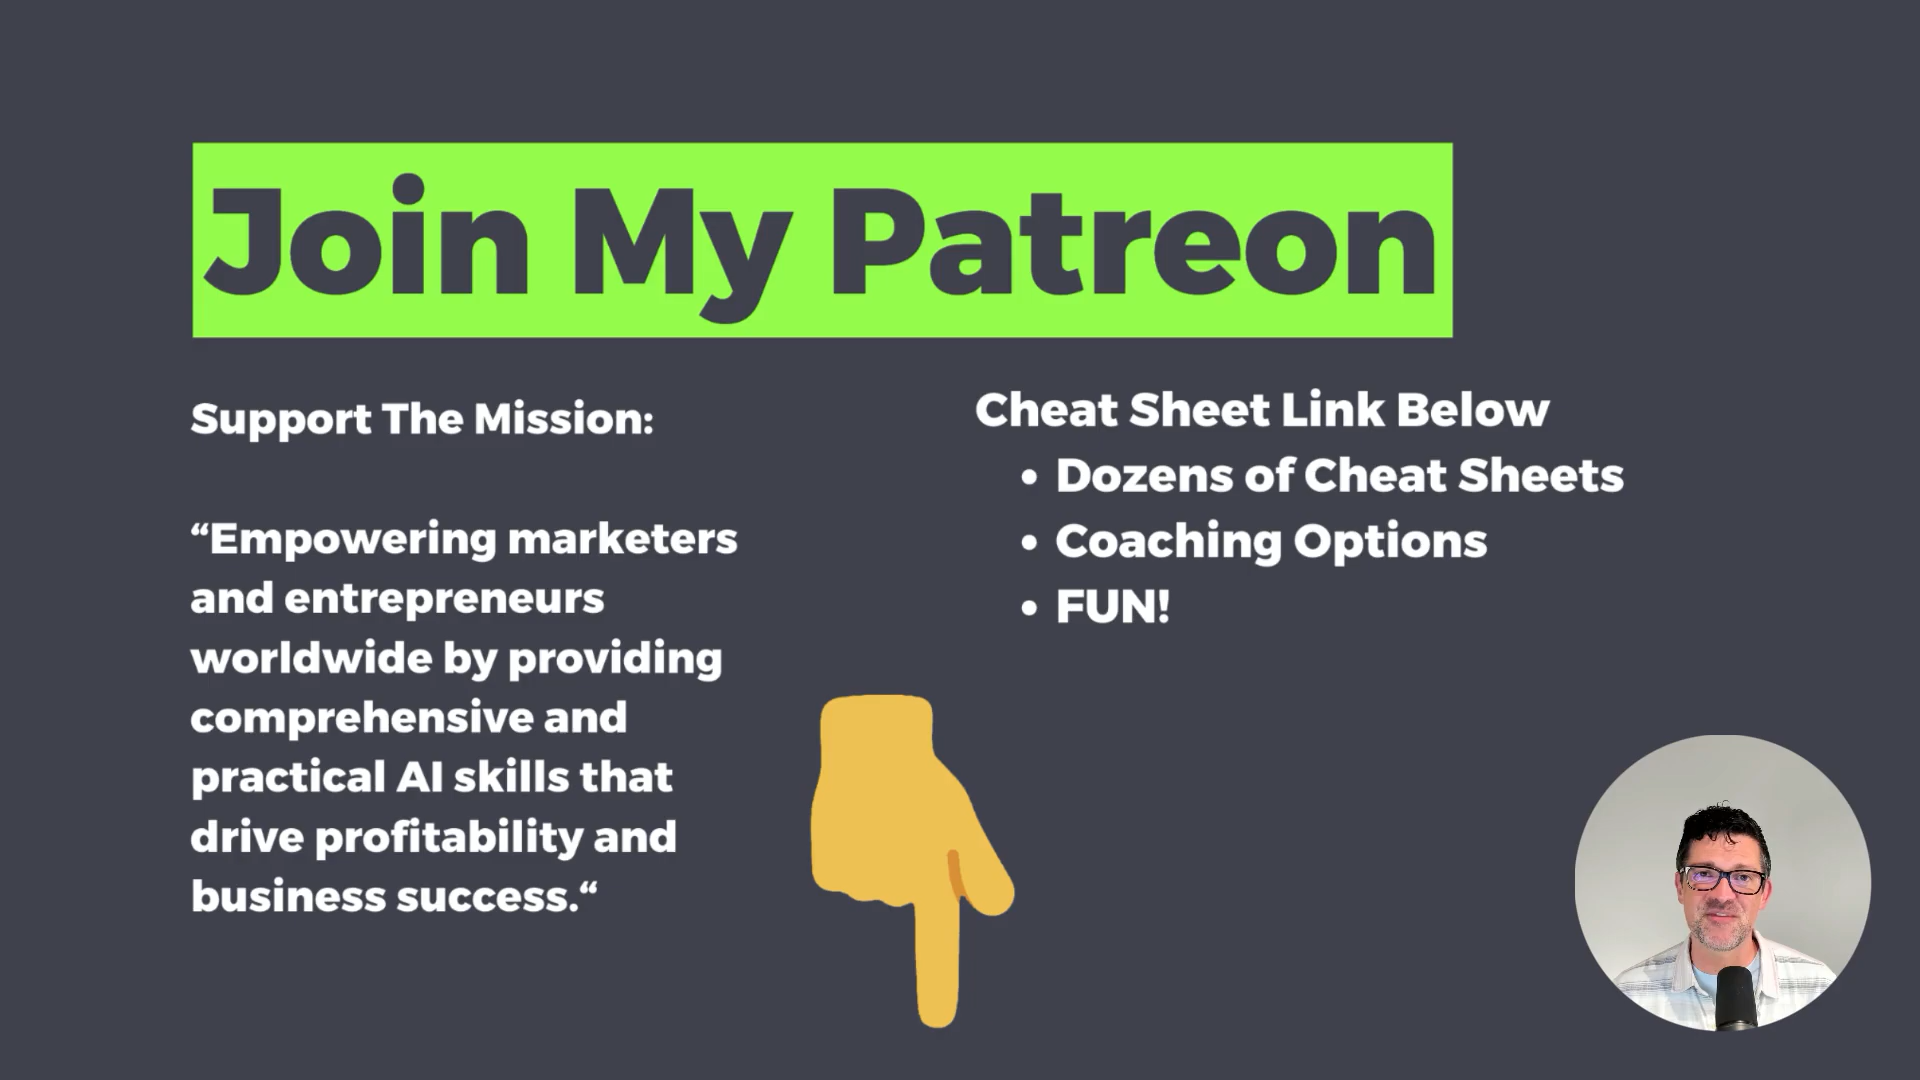 Join My Patreon
Support The Mission:
“Empowering marketers
and entrepreneurs
worldwide by providing
comprehensive and
practical AI skills that
drive profitability and
business success.“
Cheat Sheet Link Below
• Dozens of Cheat Sheets
• Coaching Options
• FUN!